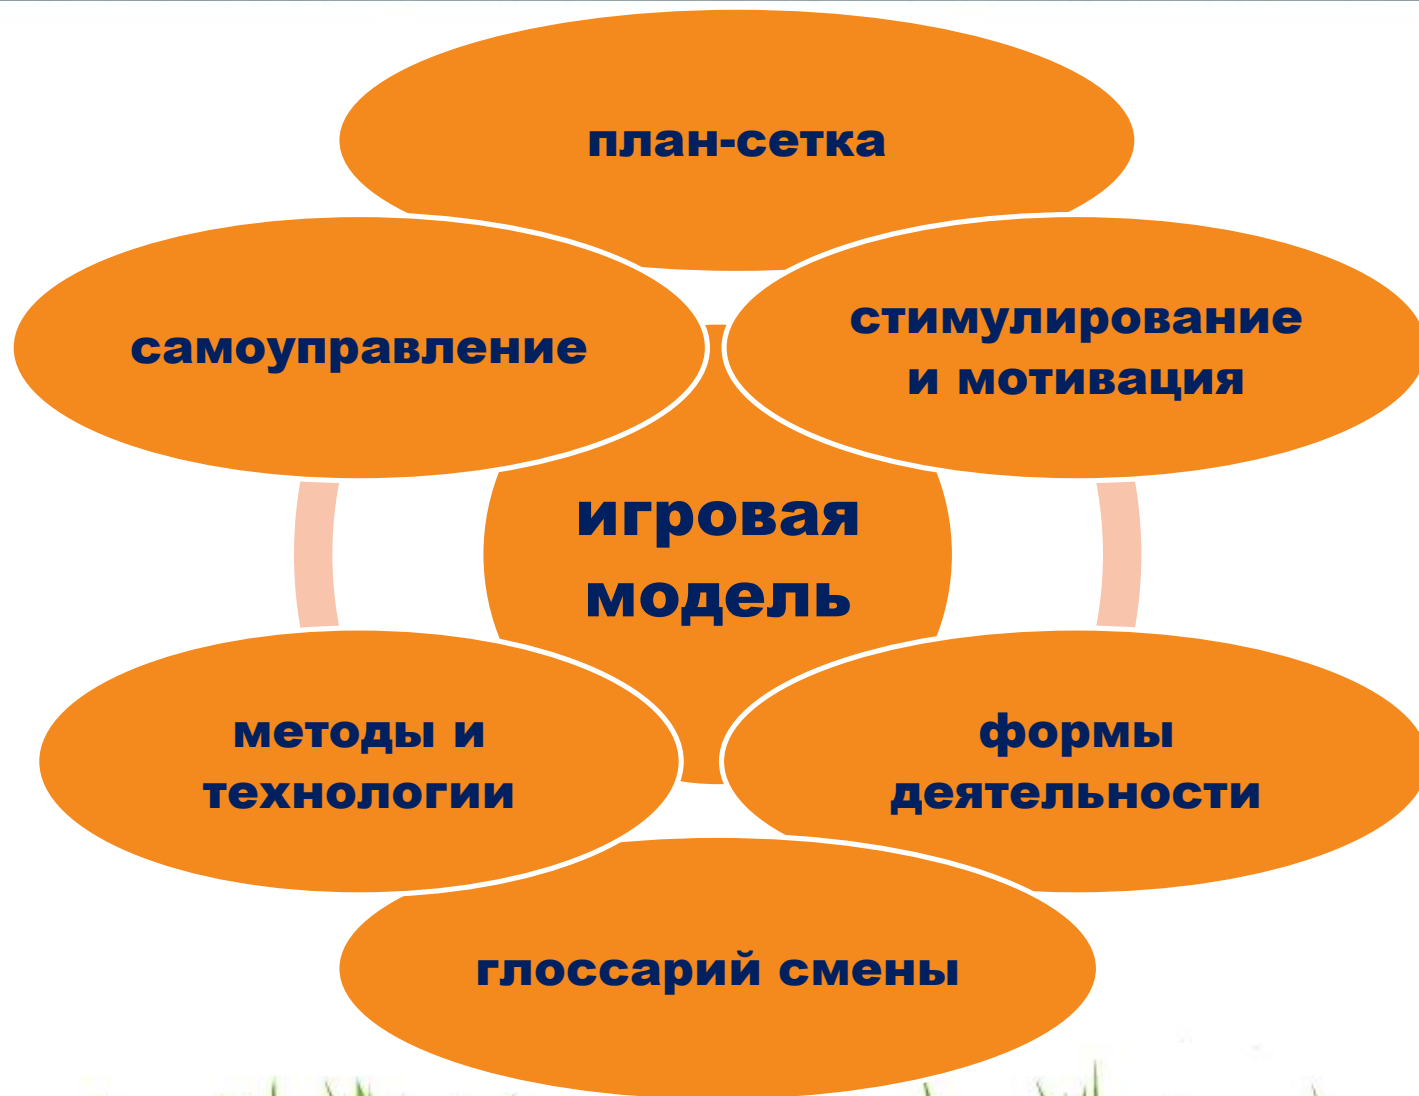 план-сетка
самоуправление
стимулирование
и мотивация
игровая
модель
методы и
технологии
формы
деятельности
глоссарий смены